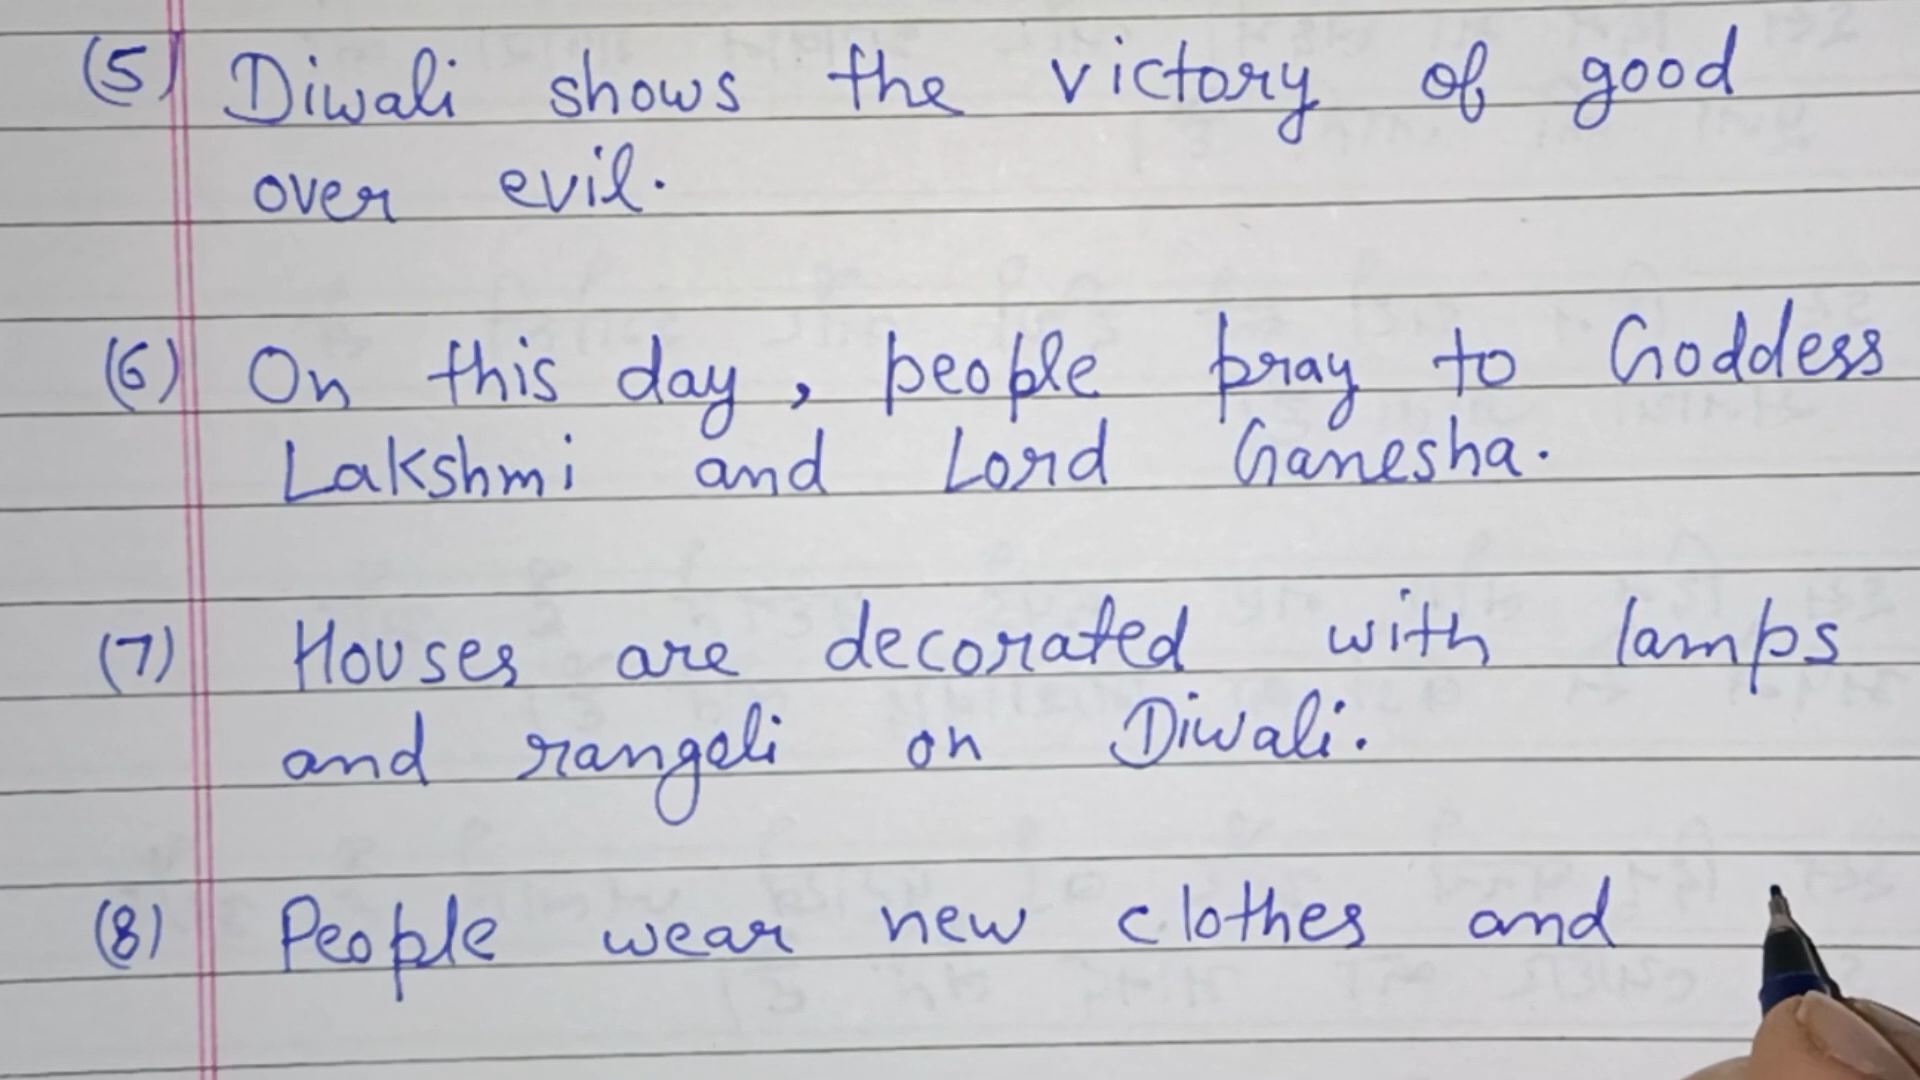 (5) Diwali shows the victory of good
over evil.
(6) On this day, people pray to Goddess
Lakshmi and Lord Ganesha.
(7) Houses are decorated with lamps
and rangoli on Diwali.
(8) People wear new clothes and